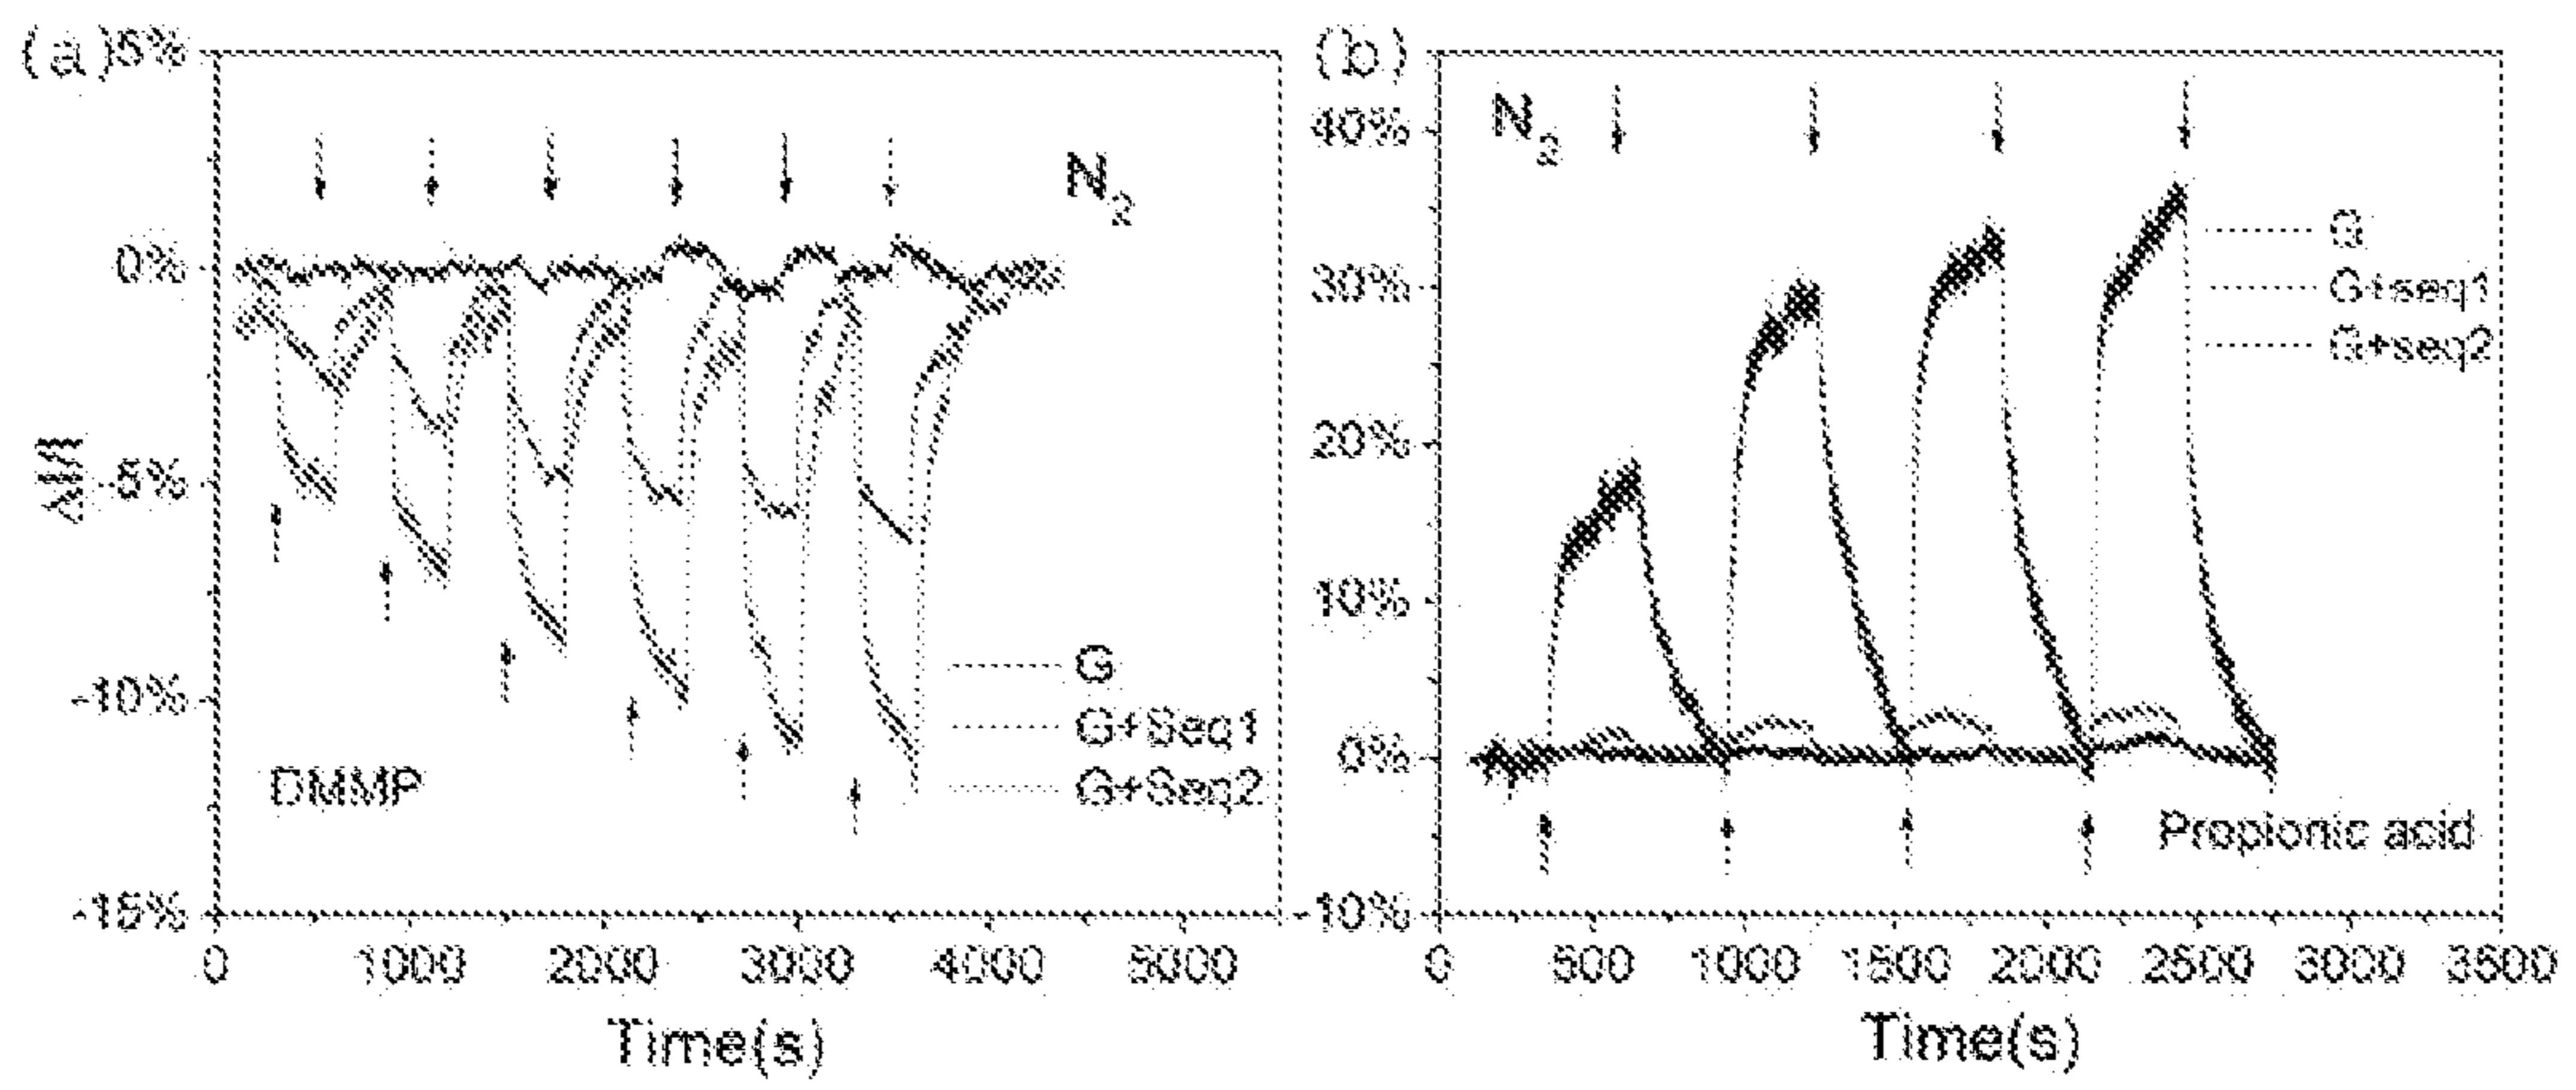 (a)
5%
0%
-5%
-10%
-15%
ΔI/I
N2
G
G+Seq1
G+Seq2
DMMP
0 1000 2000 3000 4000 5000
Time(s)
(b)
40%
30%
20%
10%
0%
-10%
N2
G
G+seq1
G+seq2
Propionic acid
0 500 1000 1500 2000 2500 3000 3500
Time(s)